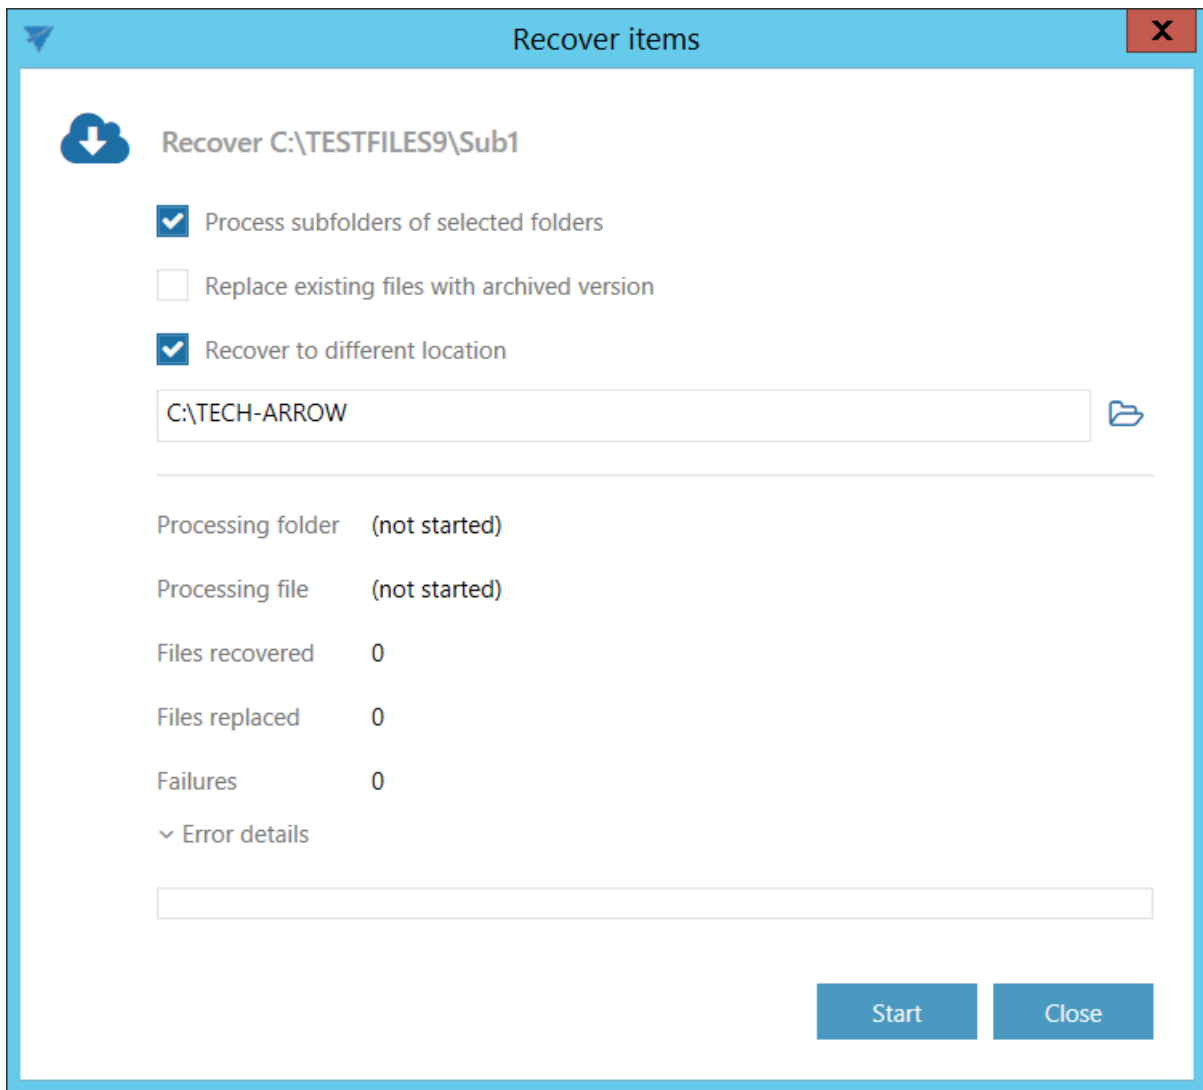 Recover items
X
Recover C:\TESTFILES9\Sub1
Process subfolders of selected folders
Replace existing files with archived version
Recover to different location
C:\TECH-ARROW
Processing folder (not started)
Processing file (not started)
Files recovered 0
Files replaced 0
Failures 0
Error details
Start Close